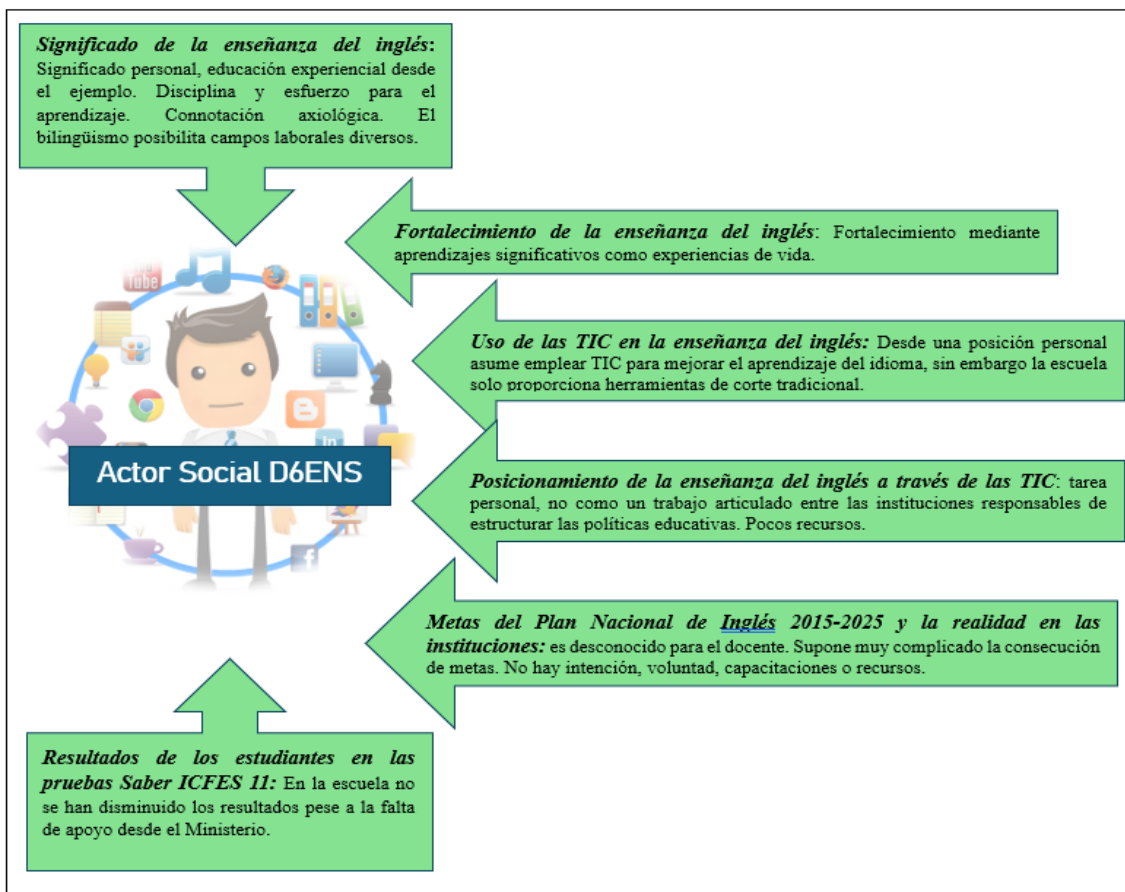 Significado de la enseñanza del inglés:
Significado personal, educación experiencial desde
el ejemplo. Disciplina y esfuerzo para el
aprendizaje. Connotación axiológica. El
bilingüismo posibilita campos laborales diversos.
Fortalecimiento de la enseñanza del inglés: Fortalecimiento mediante
aprendizajes significativos como experiencias de vida.
Uso de las TIC en la enseñanza del inglés: Desde una posición personal
asume emplear TIC para mejorar el aprendizaje del idioma, sin embargo la escuela
solo proporciona herramientas de corte tradicional.
You
Tube
in
Actor Social D6ENS
f
Posicionamiento de la enseñanza del inglés a través de las TIC: tarea
personal, no como un trabajo articulado entre las instituciones responsables de
estructurar las políticas educativas. Pocos recursos.
Metas del Plan Nacional de Inglés 2015-2025 y la realidad en las
instituciones: es desconocido para el docente. Supone muy complicado la consecución
de metas. No hay intención, voluntad, capacitaciones o recursos.
Resultados de los estudiantes en las
pruebas Saber ICFES 11: En la escuela no
se han disminuido los resultados pese a la falta
de apoyo desde el Ministerio.